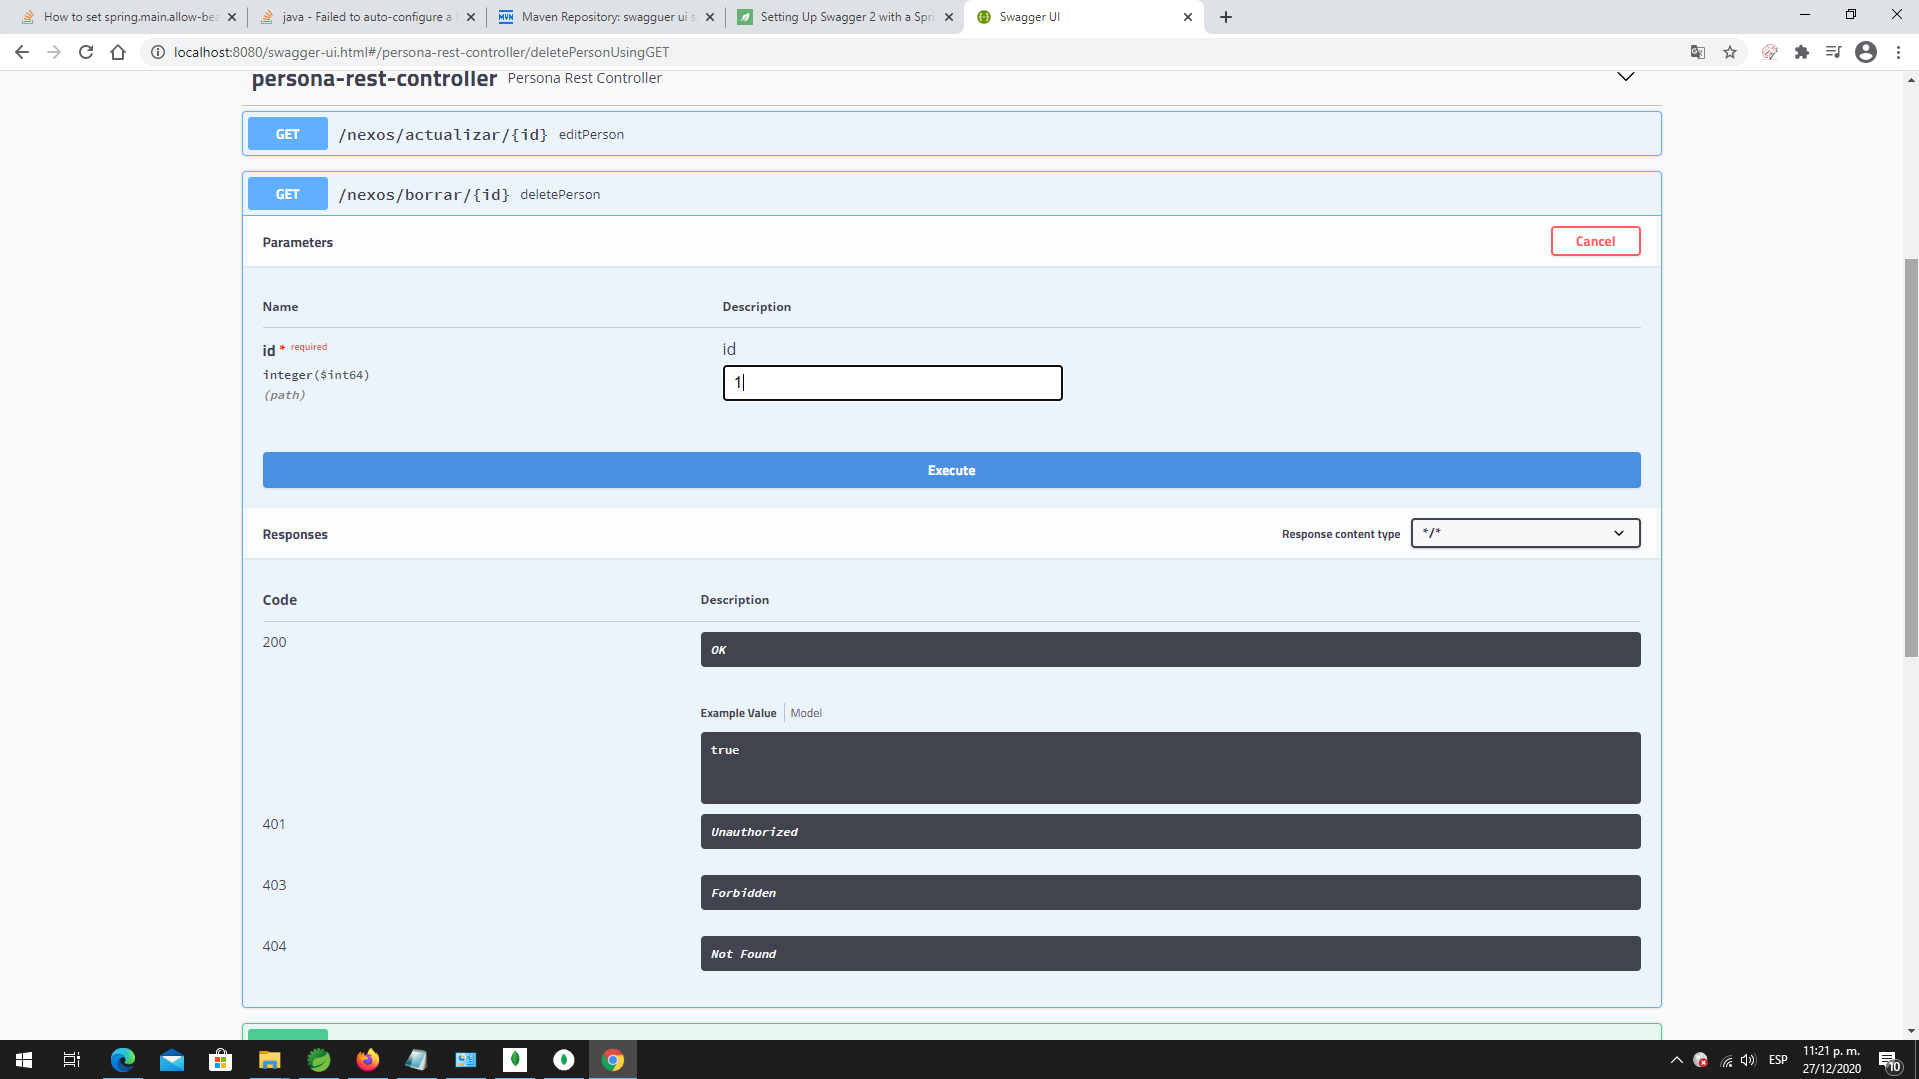 How to set spring.main.allow-bea
java - Failed to auto-configure a
Maven Repository: swagguer ui s
Setting Up Swagger 2 with a Spri
Swagger UI
localhost:8080/swagger-ui.html#/persona-rest-controller/deletePersonUsingGET
persona-rest-controller Persona Rest Controller
GET /nexos/actualizar/{id} editPerson
GET /nexos/borrar/{id} deletePerson
Parameters
Cancel
Name Description
id * required
id
integer($int64)
1
(path)
Execute
Responses
Response content type */*
Code Description
200
OK
Example Value Model
true
401
Unauthorized
403
Forbidden
404
Not Found
ESP
11:21 p. m.
27/12/2020
10